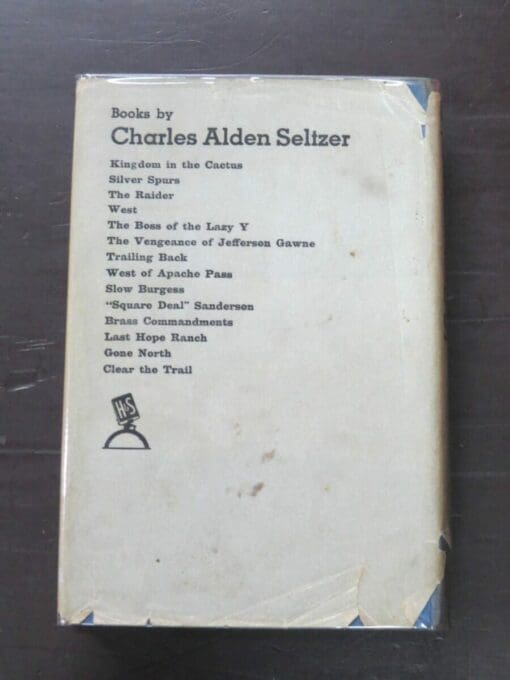 Books by
Charles Alden Seltzer
Kingdom in the Cactus
Silver Spurs
The Raider
West
The Boss of the Lazy Y
The Vengeance of Jefferson Gawne
Trailing Back
West of Apache Pass
Slow Burgess
"Square Deal" Sanderson
Brass Commandments
Last Hope Ranch
Gone North
Clear the Trail
H&S